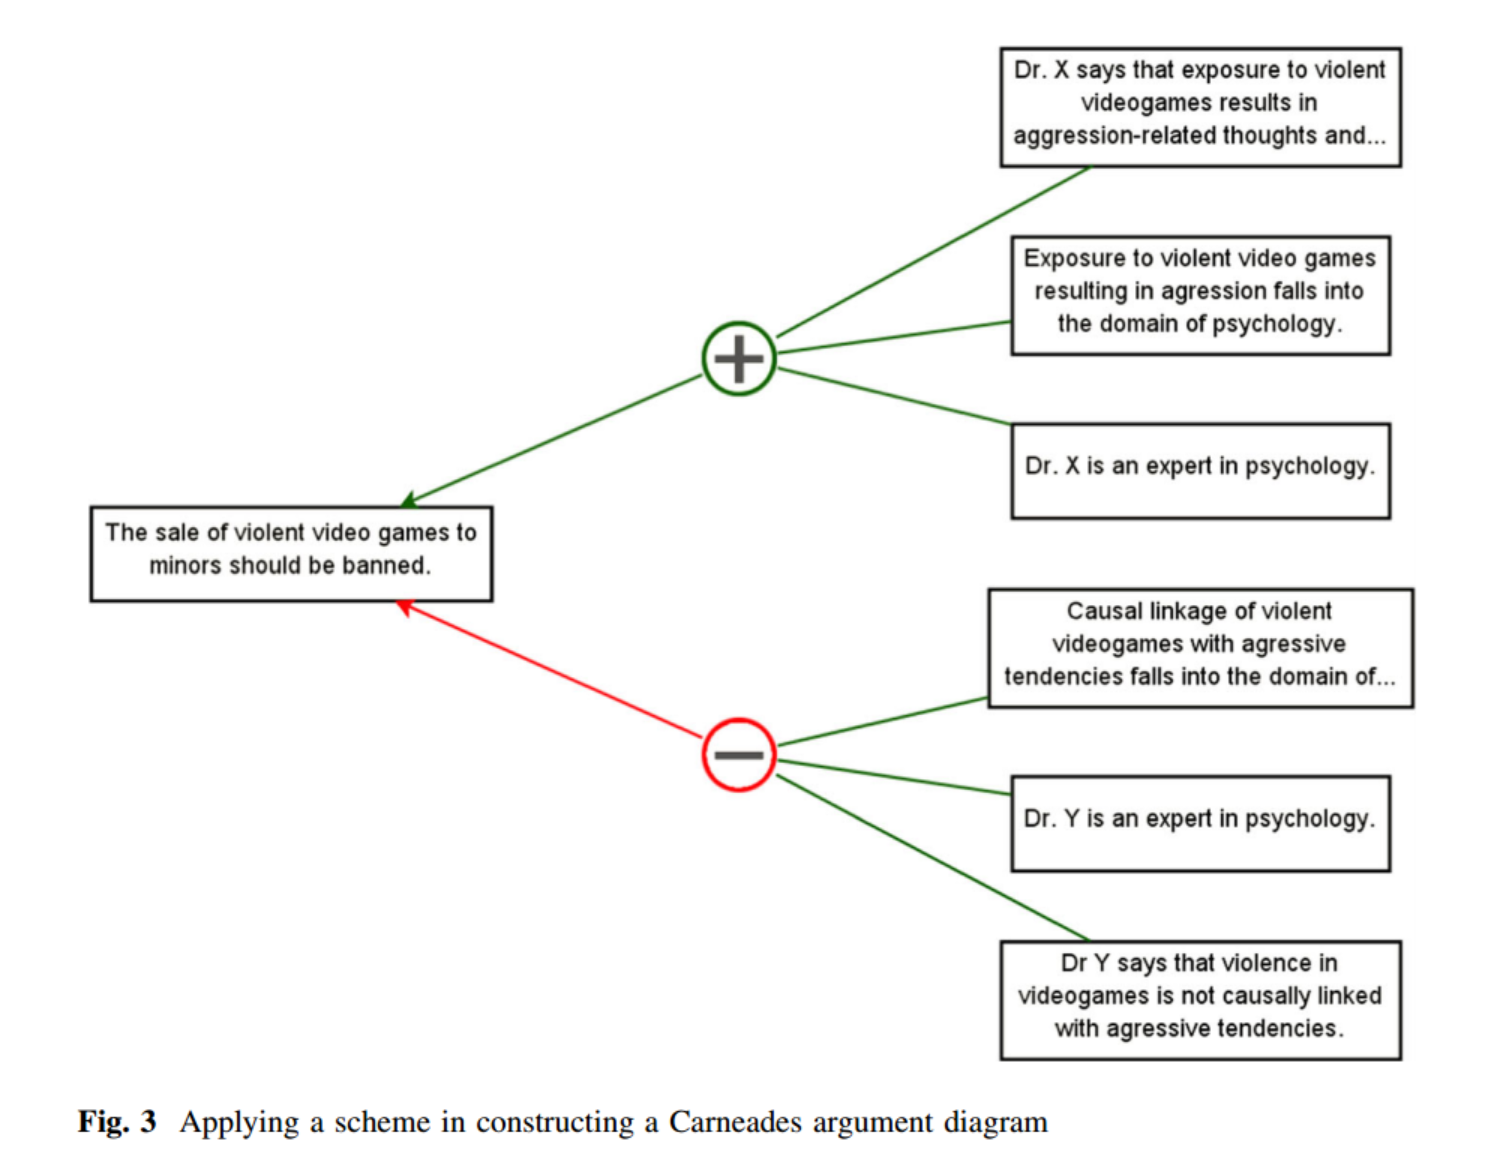 Dr. X says that exposure to violent
videogames results in
aggression-related thoughts and...
Exposure to violent video games
resulting in agression falls into
the domain of psychology.
Dr. X is an expert in psychology.
The sale of violent video games to
minors should be banned.
Causal linkage of violent
videogames with agressive
tendencies falls into the domain of...
Dr. Y is an expert in psychology.
Dr Y says that violence in
videogames is not causally linked
with agressive tendencies.
Fig. 3 Applying a scheme in constructing a Carneades argument diagram